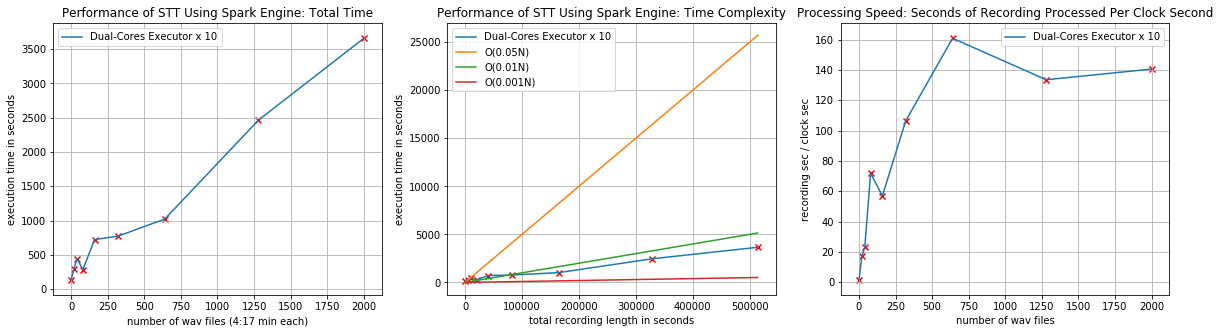 Performance of STT Using Spark Engine: Total Time
Dual-Cores Executor x 10
3500
3000
2500
2000
1500
1000
500
0
execution time in seconds
0 250 500 750 1000 1250 1500 1750 2000
number of wav files (4:17 min each)
Performance of STT Using Spark Engine: Time Complexity
Dual-Cores Executor x 10
O(0.05N)
O(0.01N)
O(0.001N)
25000
20000
15000
10000
5000
0
execution time in seconds
0 100000 200000 300000 400000 500000
total recording length in seconds
Processing Speed: Seconds of Recording Processed Per Clock Second
Dual-Cores Executor x 10
160
140
120
100
80
60
40
20
0
recording sec / clock sec
0 250 500 750 1000 1250 1500 1750 2000
number of wav files